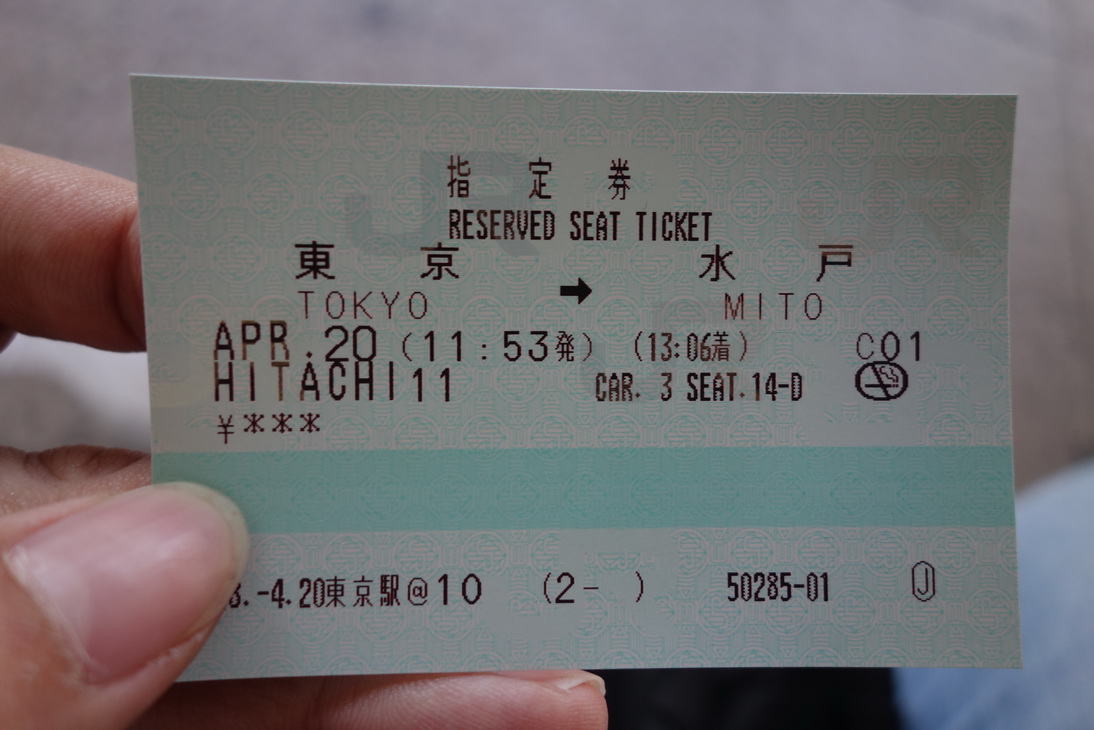 指定券
RESERVED SEAT TICKET
東京 ➡ 水戸
TOKYO MITO
APR.20 (11:53発) (13:06着) C01
HITACHI11 CAR. 3 SEAT.14-D
¥***
8.-4.20東京駅@10 (2- ) 50285-01 Ⓙ